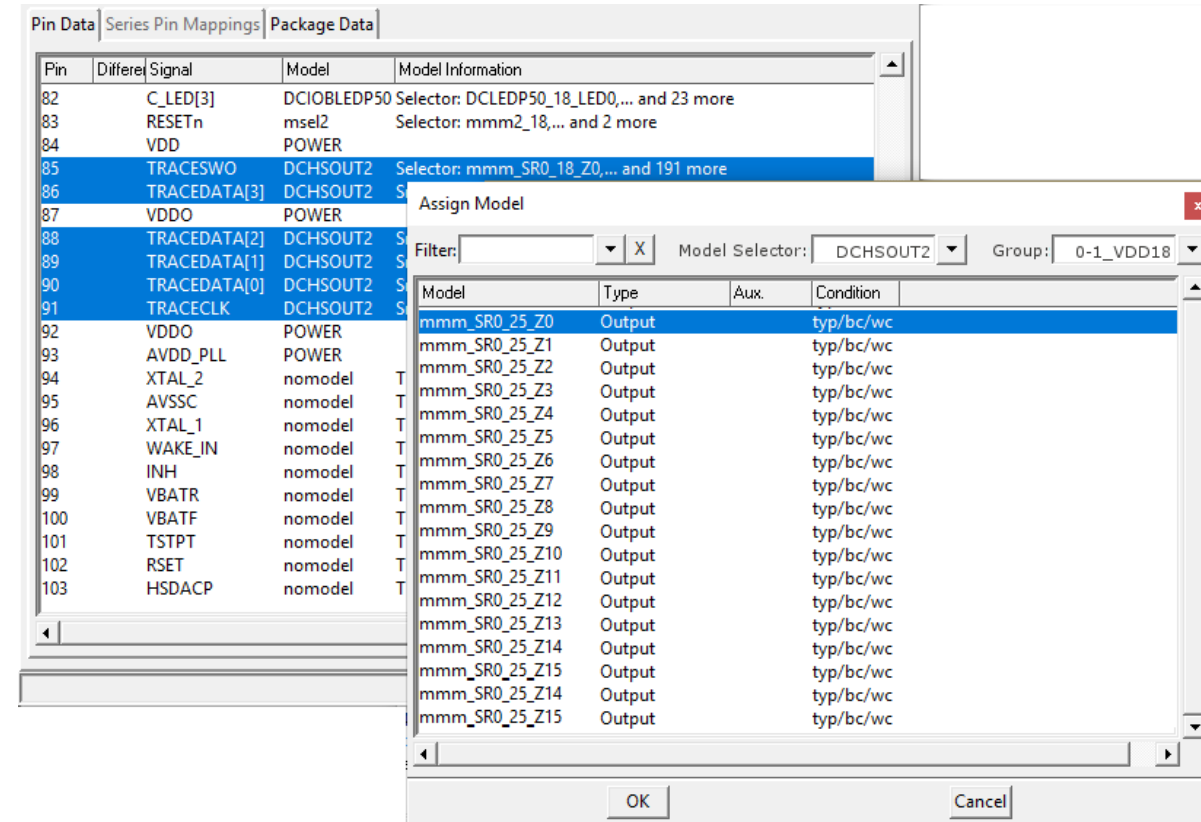 Pin Data Series Pin Mappings Package Data
Pin Differe Signal Model Model Information
82 C_LED[3] DCIOBLEDP50 Selector: DCLEDP50_18_LED0,... and 23 more
83 RESETn msel2 Selector: mmm2_18,... and 2 more
84 VDD POWER
85 TRACESWO DCHSOUT2 Selector: mmm_SR0_18_Z0,... and 191 more
86 TRACEDATA[3] DCHSOUT2 S
87 VDDO POWER
88 TRACEDATA[2] DCHSOUT2 S
89 TRACEDATA[1] DCHSOUT2 S
90 TRACEDATA[0] DCHSOUT2 S
91 TRACECLK DCHSOUT2 S
92 VDDO POWER
93 AVDD_PLL POWER
94 XTAL_2 nomodel T
95 AVSSC nomodel T
96 XTAL_1 nomodel T
97 WAKE_IN nomodel T
98 INH nomodel T
99 VBATR nomodel T
100 VBATF nomodel T
101 TSTPT nomodel T
102 RSET nomodel T
103 HSDACP nomodel T
Assign Model x
Filter: X Model Selector: DCHSOUT2 Group: 0-1_VDD18
Model Type Aux. Condition
mmm_SR0_25_Z0 Output typ/bc/wc
mmm_SR0_25_Z1 Output typ/bc/wc
mmm_SR0_25_Z2 Output typ/bc/wc
mmm_SR0_25_Z3 Output typ/bc/wc
mmm_SR0_25_Z4 Output typ/bc/wc
mmm_SR0_25_Z5 Output typ/bc/wc
mmm_SR0_25_Z6 Output typ/bc/wc
mmm_SR0_25_Z7 Output typ/bc/wc
mmm_SR0_25_Z8 Output typ/bc/wc
mmm_SR0_25_Z9 Output typ/bc/wc
mmm_SR0_25_Z10 Output typ/bc/wc
mmm_SR0_25_Z11 Output typ/bc/wc
mmm_SR0_25_Z12 Output typ/bc/wc
mmm_SR0_25_Z13 Output typ/bc/wc
mmm_SR0_25_Z14 Output typ/bc/wc
mmm_SR0_25_Z15 Output typ/bc/wc
mmm_SR0_25_Z14 Output typ/bc/wc
mmm_SR0_25_Z15 Output typ/bc/wc
OK Cancel